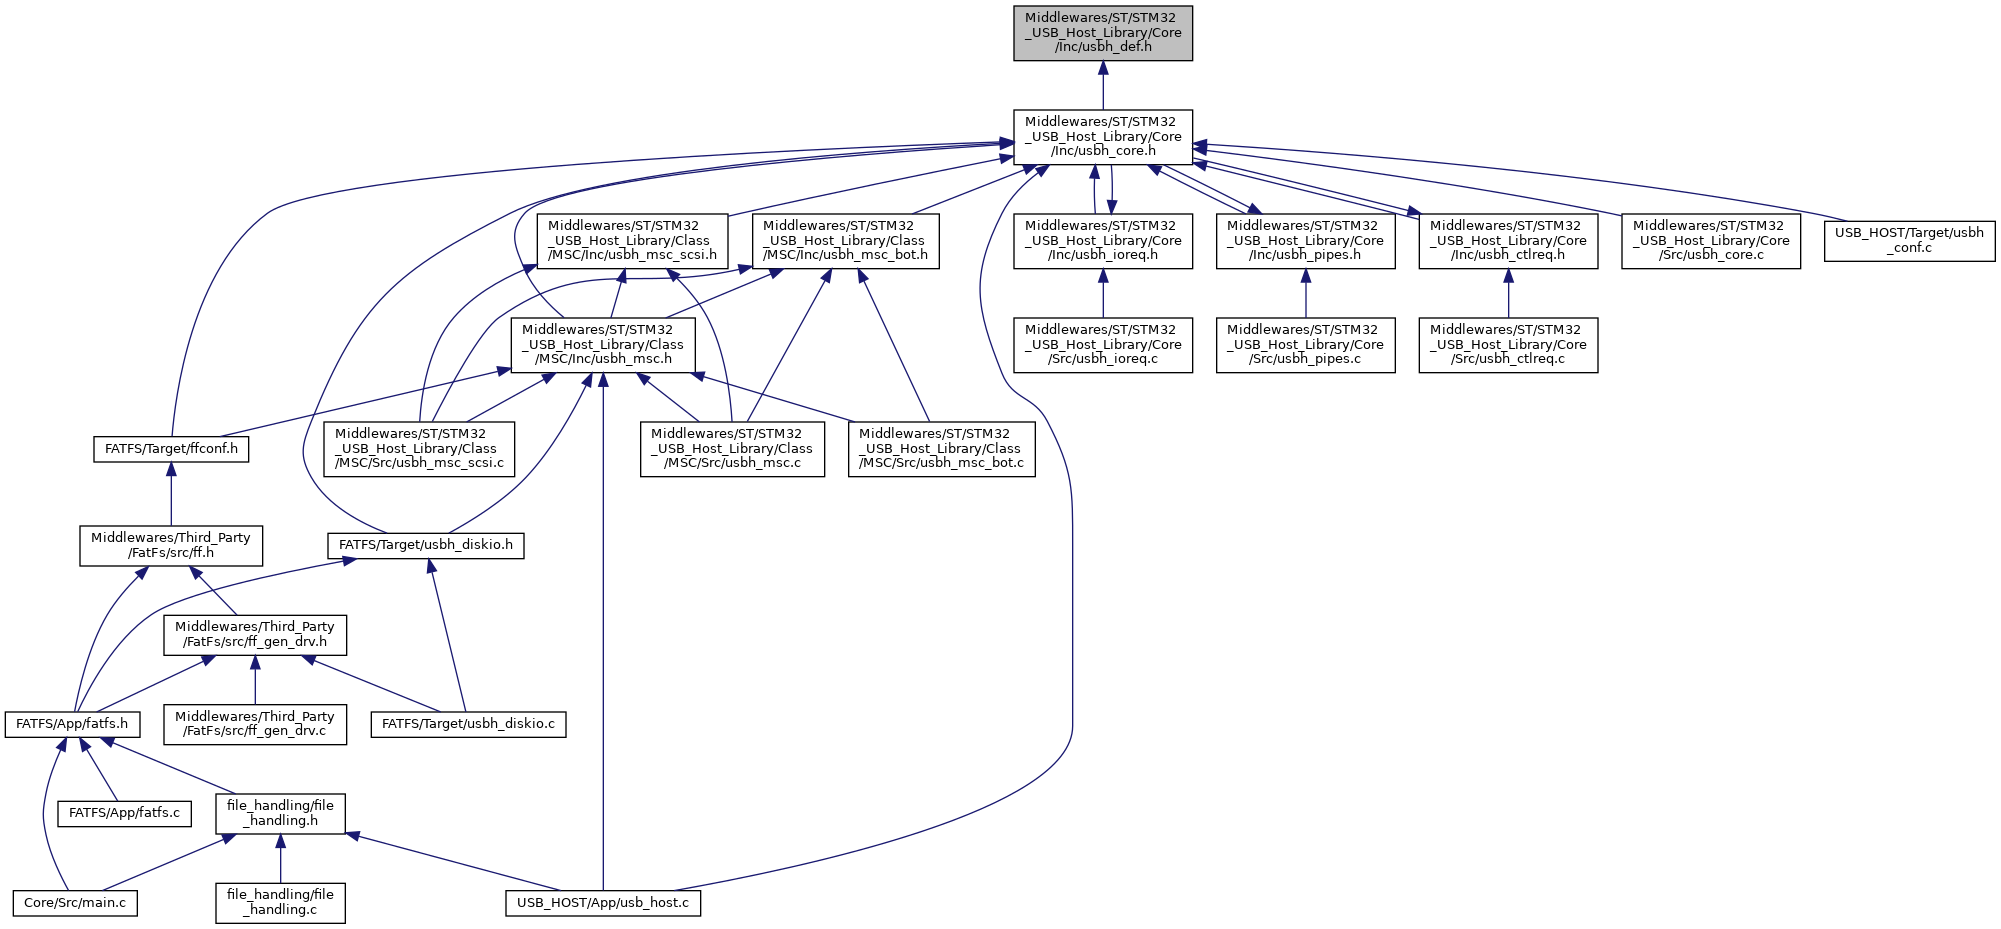 Middlewares/ST/STM32
_USB_Host_Library/Core
/Inc/usbh_def.h
Middlewares/ST/STM32
_USB_Host_Library/Core
/Inc/usbh_core.h
Middlewares/ST/STM32
_USB_Host_Library/Class
/MSC/Inc/usbh_msc_scsi.h
Middlewares/ST/STM32
_USB_Host_Library/Class
/MSC/Inc/usbh_msc_bot.h
Middlewares/ST/STM32
_USB_Host_Library/Core
/Inc/usbh_ioreq.h
Middlewares/ST/STM32
_USB_Host_Library/Core
/Inc/usbh_pipes.h
Middlewares/ST/STM32
_USB_Host_Library/Core
/Inc/usbh_ctlreq.h
Middlewares/ST/STM32
_USB_Host_Library/Core
/Src/usbh_core.c
USB_HOST/Target/usbh
_conf.c
Middlewares/ST/STM32
_USB_Host_Library/Class
/MSC/Inc/usbh_msc.h
Middlewares/ST/STM32
_USB_Host_Library/Core
/Src/usbh_ioreq.c
Middlewares/ST/STM32
_USB_Host_Library/Core
/Src/usbh_pipes.c
Middlewares/ST/STM32
_USB_Host_Library/Core
/Src/usbh_ctlreq.c
FATFS/Target/ffconf.h
Middlewares/ST/STM32
_USB_Host_Library/Class
/MSC/Src/usbh_msc_scsi.c
Middlewares/ST/STM32
_USB_Host_Library/Class
/MSC/Src/usbh_msc.c
Middlewares/ST/STM32
_USB_Host_Library/Class
/MSC/Src/usbh_msc_bot.c
Middlewares/Third_Party
/FatFs/src/ff.h
FATFS/Target/usbh_diskio.h
Middlewares/Third_Party
/FatFs/src/ff_gen_drv.h
FATFS/App/fatfs.h
Middlewares/Third_Party
/FatFs/src/ff_gen_drv.c
FATFS/Target/usbh_diskio.c
FATFS/App/fatfs.c
file_handling/file
_handling.h
Core/Src/main.c
file_handling/file
_handling.c
USB_HOST/App/usb_host.c